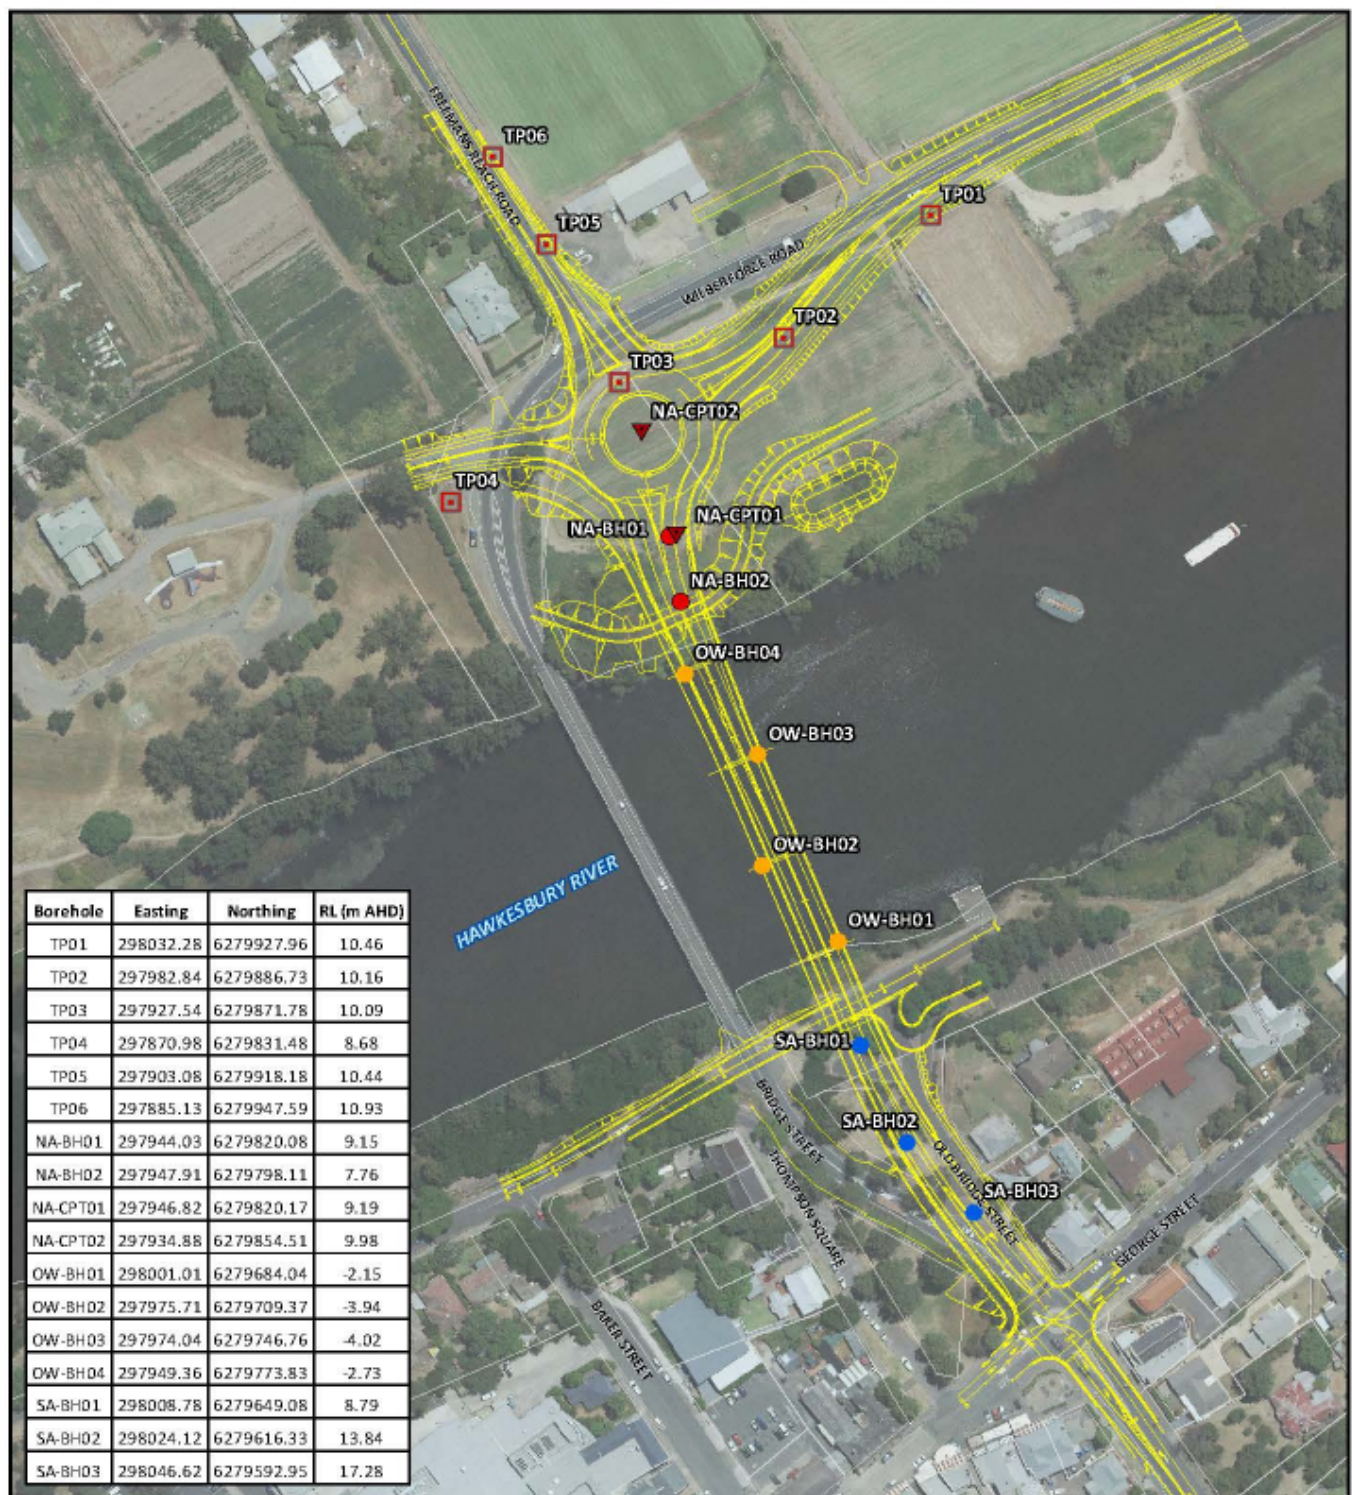 FREEMANS REACH ROAD
TP06
TP05
TP01
WILBERFORCE ROAD
TP02
TP03
NA-CPT02
TP04
NA-CPT01
NA-BH01
NA-BH02
OW-BH04
OW-BH03
OW-BH02
HAWKESBURY RIVER
OW-BH01
SA-BH01
BRIDGE STREET
SA-BH02
THOMPSON SQUARE
OLD BRIDGE STREET
SA-BH03
GEORGE STREET
BAKER STREET
Borehole Easting Northing RL (m AHD)
TP01 298032.28 6279927.96 10.46
TP02 297982.84 6279886.73 10.16
TP03 297927.54 6279871.78 10.09
TP04 297870.98 6279831.48 8.68
TP05 297903.08 6279918.18 10.44
TP06 297885.13 6279947.59 10.93
NA-BH01 297944.03 6279820.08 9.15
NA-BH02 297947.91 6279798.11 7.76
NA-CPT01 297946.82 6279820.17 9.19
NA-CPT02 297934.88 6279854.51 9.98
OW-BH01 298001.01 6279684.04 -2.15
OW-BH02 297975.71 6279709.37 -3.94
OW-BH03 297974.04 6279746.76 -4.02
OW-BH04 297949.36 6279773.83 -2.73
SA-BH01 298008.78 6279649.08 8.79
SA-BH02 298024.12 6279616.33 13.84
SA-BH03 298046.62 6279592.95 17.28